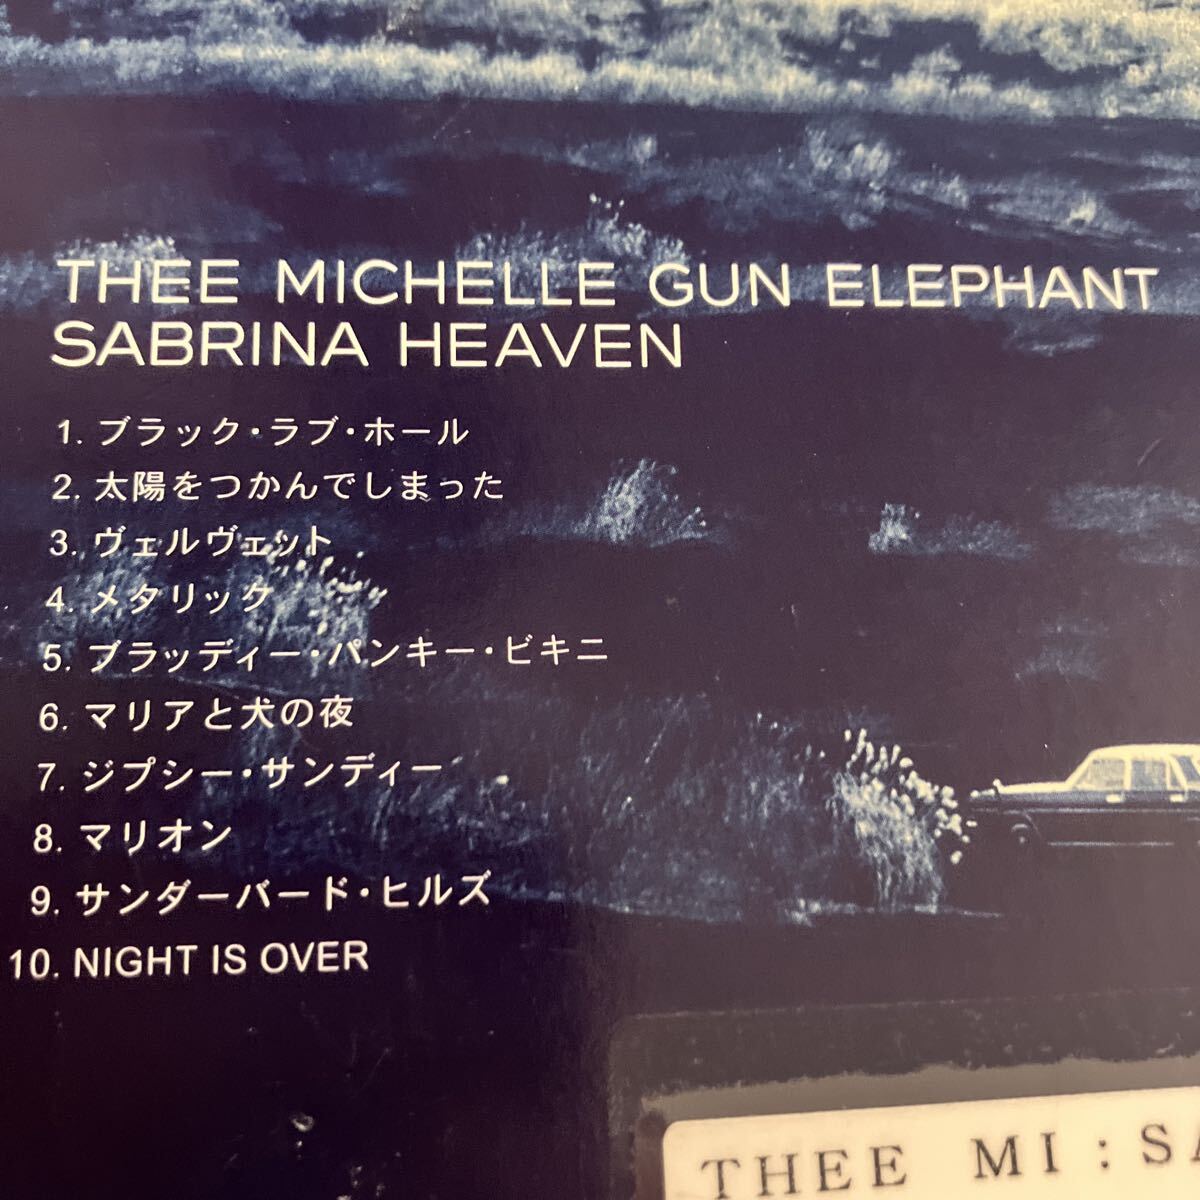 THEE MICHELLE GUN ELEPHANT
SABRINA HEAVEN
1. ブラック・ラブ・ホール
2. 太陽をつかんでしまった
3. ヴェルヴェット
4. メタリック
5. ブラッディー・パンキー・ビキニ
6. マリアと犬の夜
7. ジプシー・サンディー
8. マリオン
9. サンダーバード・ヒルズ
10. NIGHT IS OVER
THEE MI : SA